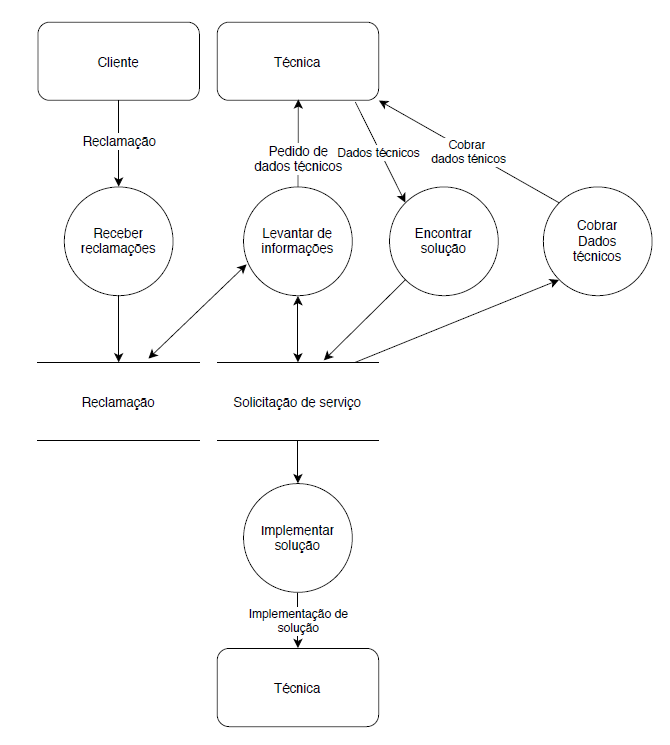 Cliente
Técnica
Reclamação
Pedido de
dados técnicos
Dados técnicos
Cobrar
dados ténicos
Receber
reclamações
Levantar de
informações
Encontrar
solução
Cobrar
Dados
técnicos
Reclamação
Solicitação de serviço
Implementar
solução
Implementação de
solução
Técnica